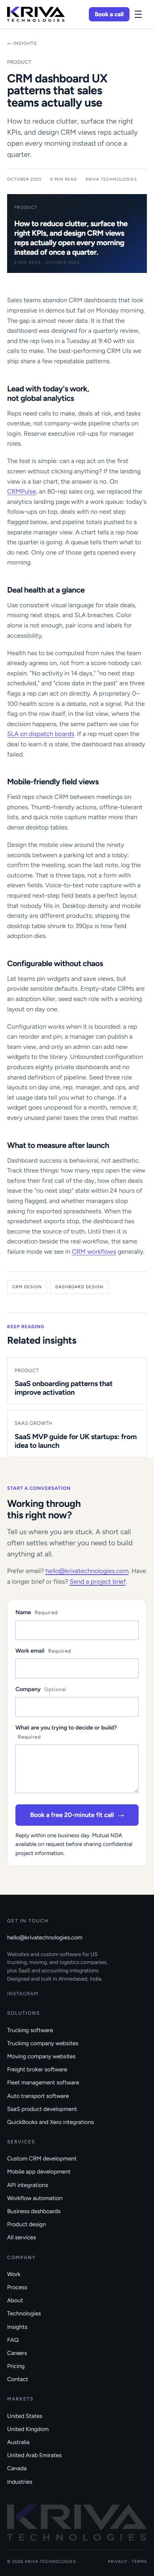 KRIVA
TECHNOLOGIES
Book a call
← INSIGHTS
PRODUCT
CRM dashboard UX
patterns that sales
teams actually use
How to reduce clutter, surface the
right KPIs, and design CRM views reps actually
open every morning instead of once a
quarter.
OCTOBER 2025 6 MIN READ KRIVA TECHNOLOGIES
PRODUCT
How to reduce clutter, surface the
right KPIs, and design CRM views
reps actually open every morning
instead of once a quarter.
6 MIN READ · OCTOBER 2025
Sales teams abandon CRM dashboards that look
impressive in demos but fail on Monday morning.
The gap is rarely a lack of data. It is that the
dashboard was designed for a quarterly review,
not for a rep standing in a hallway at 9:40 with six
calls to make. The best-performing CRM UIs we
ship share a few repeatable patterns.
Lead with today's work,
not global analytics
Reps need calls to make, deals at risk, and tasks
overdue, not company-wide pipeline charts on
login. Reserve executive roll-ups for manager
roles.
The test is simple: can a rep act on the first
screen without clicking anything? If the landing
view is a chart, the answer is no. On
CRMPulse, an 80-rep sales org, we replaced the
analytics landing page with a work queue: today's
calls, deals that need a next step, and tasks
flagged overdue, and pipeline totals moved to a
separate manager view. A chart tells a rep how
the quarter is going. A queue tells them what to
do next. Only one of those gets opened every
morning.
Deal health at a glance
Use consistent visual language for stale deals,
missing next steps, and SLA breaches. Color
alone is not enough, pair icons and labels for
accessibility.
Health has to be computed from rules the team
already agrees on, not from a score nobody can
explain. "No activity in 14 days," "no next step
scheduled," and "close date has passed" are three
flags a rep can act on directly. A propriety 0–
100 score is a debate, not a signal. Put the
flag on the row itself, in the list view, where the
decision happens, the same pattern we use for
SLA on dispatch boards. If a rep must open the
deal to learn it is stale, the dashboard has already
failed.
Mobile-friendly field views
Field reps check CRM between meetings on
phones. Thumb-friendly actions, offline-tolerant
lists, and quick note capture matter more than
dense desktop tables.
Design the mobile view around the ninety
seconds between a parking lot and a lobby:
open the meeting, scan the last note, log the
outcome. That is three taps, not a form with
eleven fields. Voice-to-text note capture and a
required next-step field beats a perfect layout
that nobody fills in. Desktop density and mobile
density are different products; shipping the
desktop table shrunk to 390px is how field
adoption dies.
Configurable without chaos
Let teams pin widgets and save views, but
provide sensible defaults. Empty-state CRMs are
an adoption killer, seed each role with a working
layout on day one.
Configuration works when it is bounded: a rep
can reorder and pin, a manager can publish a
team view, and only an admin can add new
widgets to the library. Unbounded configuration
produces eighty private dashboards and no
shared definition of pipeline. Seed three role
layouts on day one, rep, manager, and ops, and
let usage data tell you what to change. If a
widget goes unopened for a month, remove it;
every unused panel taxes the ones that matter.
What to measure after launch
Dashboard success is behavioral, not aesthetic.
Track three things: how many reps open the view
before their first call each day, how often deals
leave the "no next step" state within 24 hours of
being flagged, and whether managers stop
asking for spreadsheet exports. When the
spreadsheet exports stop, the dashboard has
become the source of truth. Until then it is
decoration beside the real workflow, the same
failure mode we see in CRM workflows generally.
CRM DESIGN DASHBOARD DESIGN
KEEP READING
Related insights
PRODUCT
SaaS onboarding patterns that
improve activation
SAAS GROWTH
SaaS MVP guide for UK startups: from
idea to launch
START A CONVERSATION
Working through
this right now?
Tell us where you are stuck. A short call
often sorts whether you need to build
anything at all.
Prefer email? hello@krivatechnologies.com. Have
a longer brief or files? Send a project brief.
Name Required
Work email Required
Company Optional
What are you trying to decide or build?
Required
Book a free 20-minute fit call →
Reply within one business day. Mutual NDA
available on request before sharing confidential
project information.
GET IN TOUCH
hello@krivatechnologies.com
Websites and custom software for US
trucking, moving, and logistics companies,
plus SaaS and accounting integrations.
Designed and built in Ahmedabad, India.
INSTAGRAM
SOLUTIONS
Trucking software
Trucking company websites
Moving company websites
Freight broker software
Fleet management software
Auto transport software
SaaS product development
QuickBooks and Xero integrations
SERVICES
Custom CRM development
Mobile app development
API integrations
Workflow automation
Business dashboards
Product design
All services
COMPANY
Work
Process
About
Technologies
Insights
FAQ
Careers
Pricing
Contact
MARKETS
United States
United Kingdom
Australia
United Arab Emirates
Canada
Industries
KRIVA
TECHNOLOGIES
© 2026 KRIVA TECHNOLOGIES PRIVACY TERMS